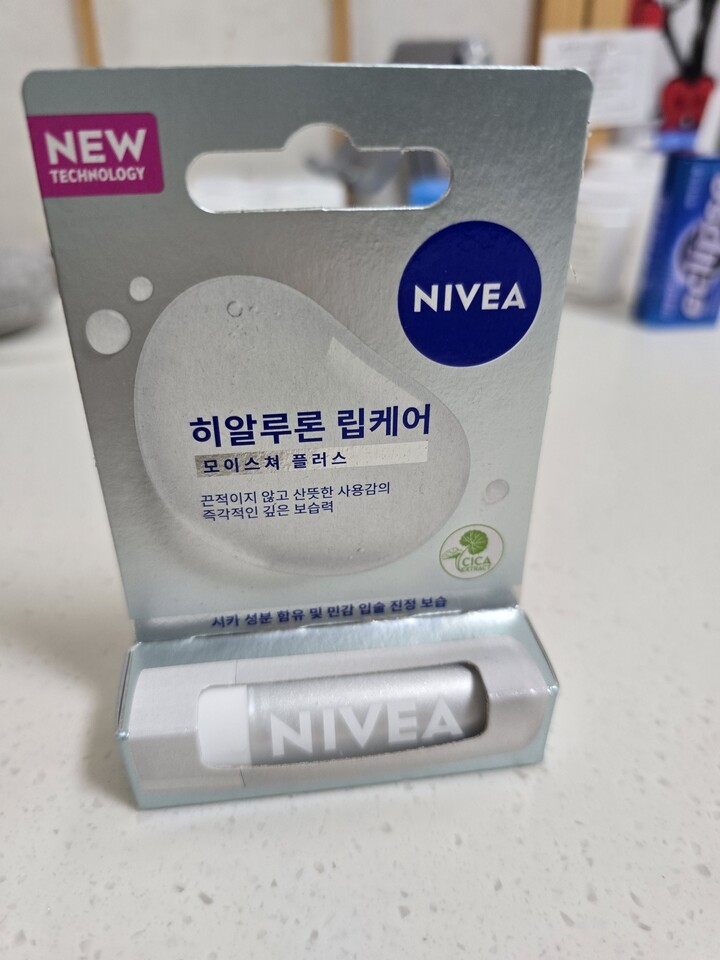 NEW
TECHNOLOGY
NIVEA
히알루론 립케어
모이스쳐 플러스
끈적이지 않고 산뜻한 사용감의
즉각적인 깊은 보습력
CICA
EXTRACT
시카 성분 함유 및 민감 입술 진정 보습
NIVEA
eclipse